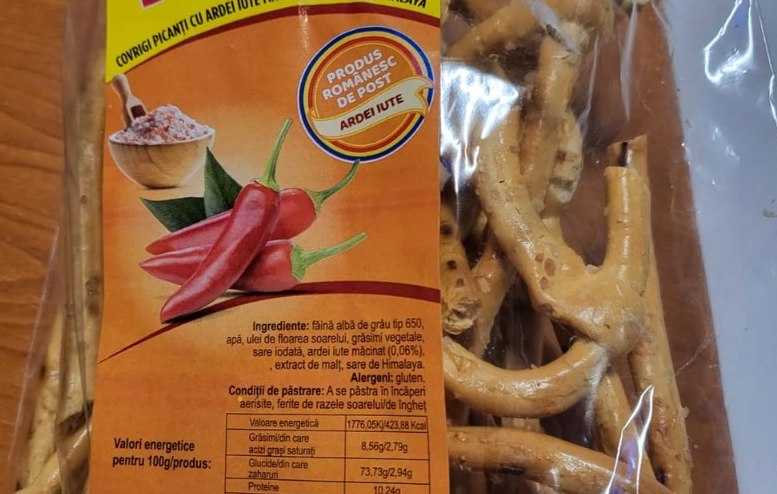 COVRIGI PICANȚI CU ARDEI IUTE
PRODUS
ROMÂNESC
DE POST
ARDEI IUTE
Ingrediente: făină albă de grâu tip 650,
apă, ulei de floarea soarelui, grăsimi vegetale,
sare iodată, ardei iute măcinat (0,06%),
, extract de malț, sare de Himalaya.
Alergeni: gluten.
Condiții de păstrare: A se păstra în încăperi
aerisite, ferite de razele soarelui/de îngheț
Valori energetice
pentru 100g/produs:
Valoare energetică 1776,05Kj/423,88 Kcal
Grăsimi/din care
acizi grași saturați 8,56g/2,79g
Glucide/din care
zaharuri 73,73g/2,94g
Proteine 10,24g